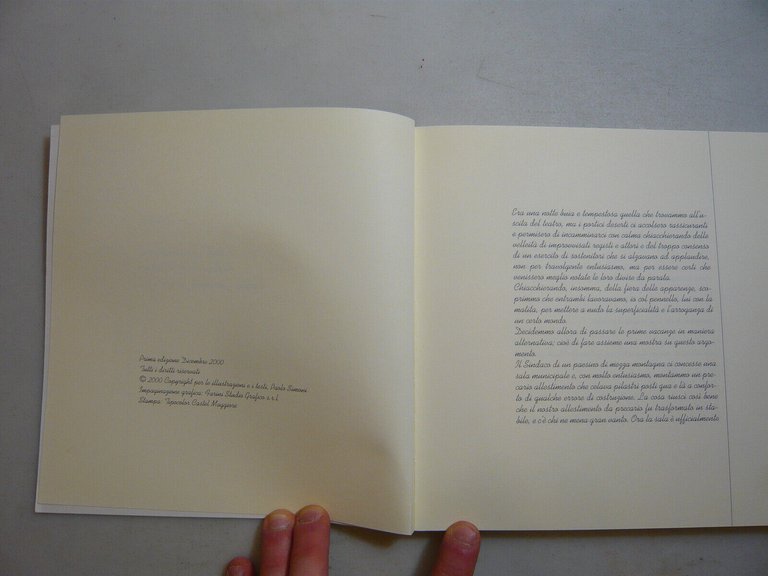 Prima edizione Dicembre 2000
Tutti i diritti riservati
© 2000 Copyright per le illustrazioni e i testi, Paolo Simoni
Impaginazione grafica: Farini Studio Grafico s.r.l.
Stampa: Tipocolor, Castel Maggiore
Era una notte buia e tempestosa quella che trovammo all'u-
scita del teatro, ma i portici deserti ci accolsero rassicuranti
e permisero di incamminarci con calma chiacchierando delle
velleità di improvvisati registi e attori e del troppo consenso
di un esercito di sostenitori che si alzavano ad applaudire,
non per travolgente entusiasmo, ma per essere certi che
venissero meglio notate le loro divise da parata.
Chiacchierando, insomma, della fiera delle apparenze, sco-
primmo che entrambi lavoravamo, io col pennello, lui con la
matita, per mettere a nudo la superficialità e l'arroganza di
un certo mondo.
Decidemmo allora di passare le prime vacanze in maniera
alternativa; cioè di fare assieme una mostra su questo argo-
mento.
Il Sindaco di un paesino di mezza montagna ci concesse una
sala municipale e, con molto entusiasmo, montammo un pre-
cario allestimento che celava pilastri posti qua e là a confor-
to di qualche errore di costruzione. La cosa riuscì così bene
che il nostro allestimento da precario fu trasformato in sta-
bile, e c'è chi ne mena gran vanto. Ora la sala è ufficialmente